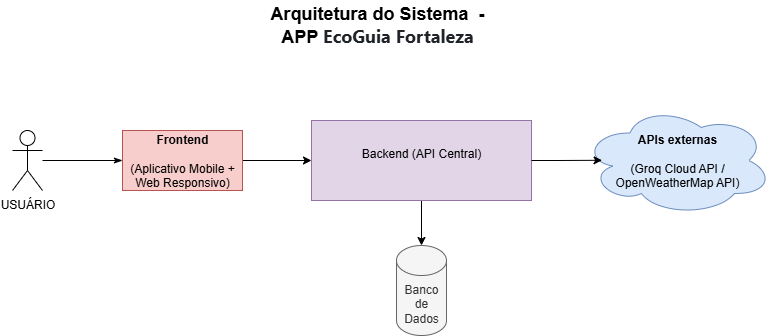 Arquitetura do Sistema  -
APP EcoGuia Fortaleza
USUÁRIO
Frontend
(Aplicativo Mobile +
Web Responsivo)
Backend (API Central)
APIs externas
(Groq Cloud API /
OpenWeatherMap API)
Banco
de
Dados